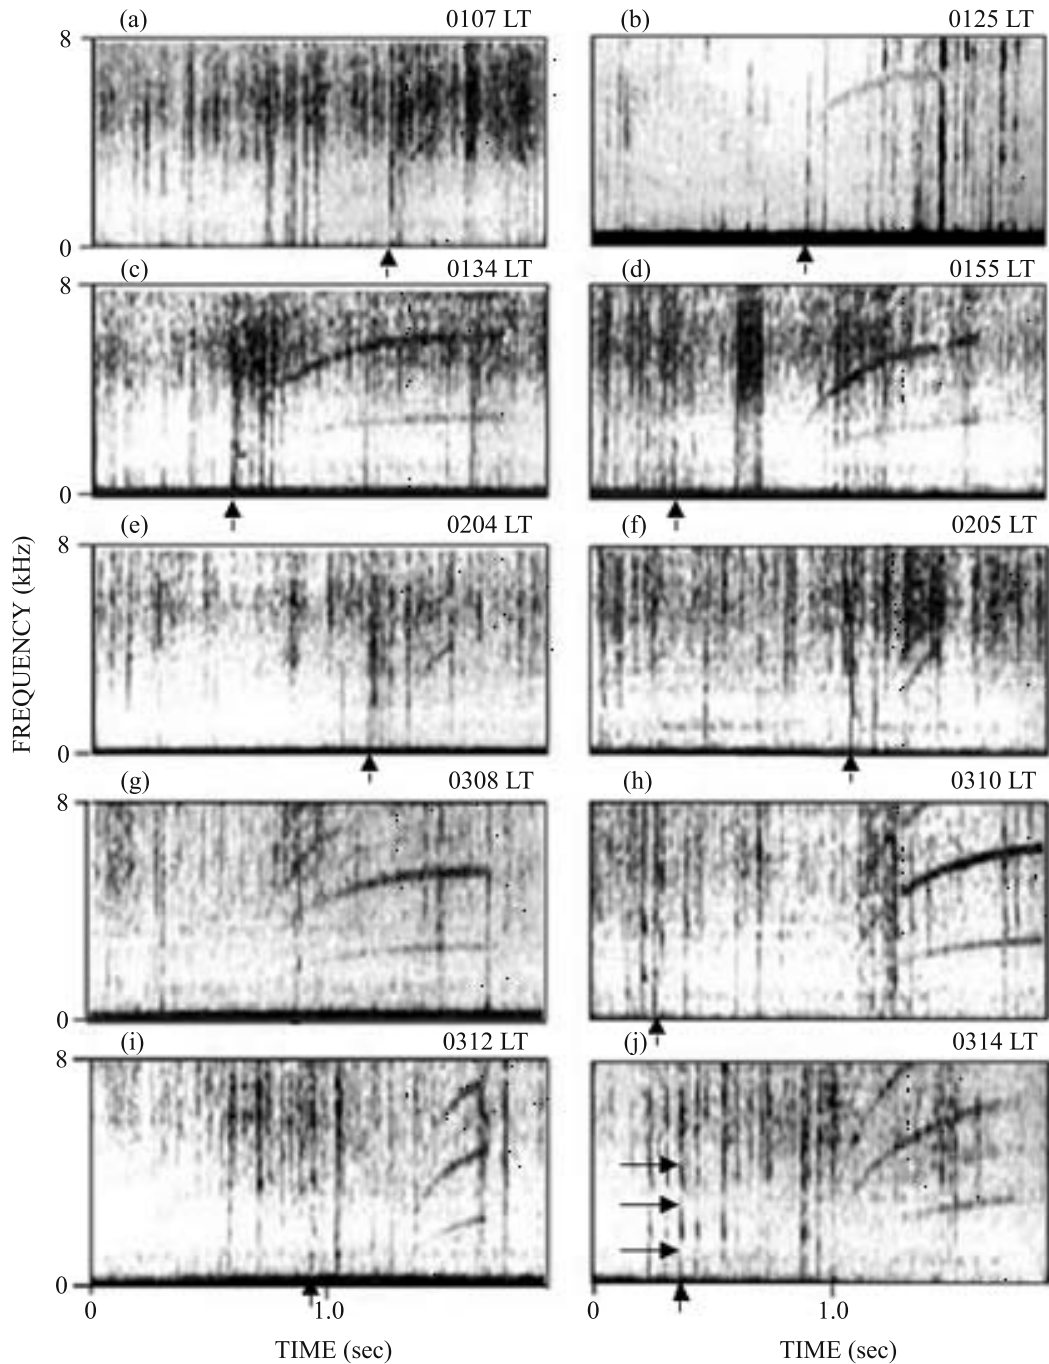 (a) 0107 LT (b) 0125 LT
8
0
(c) 0134 LT (d) 0155 LT
8
0
(e) 0204 LT (f) 0205 LT
8
0
(g) 0308 LT (h) 0310 LT
8
0
(i) 0312 LT (j) 0314 LT
8
0
FREQUENCY (kHz)
0 1.0 0 1.0
TIME (sec) TIME (sec)